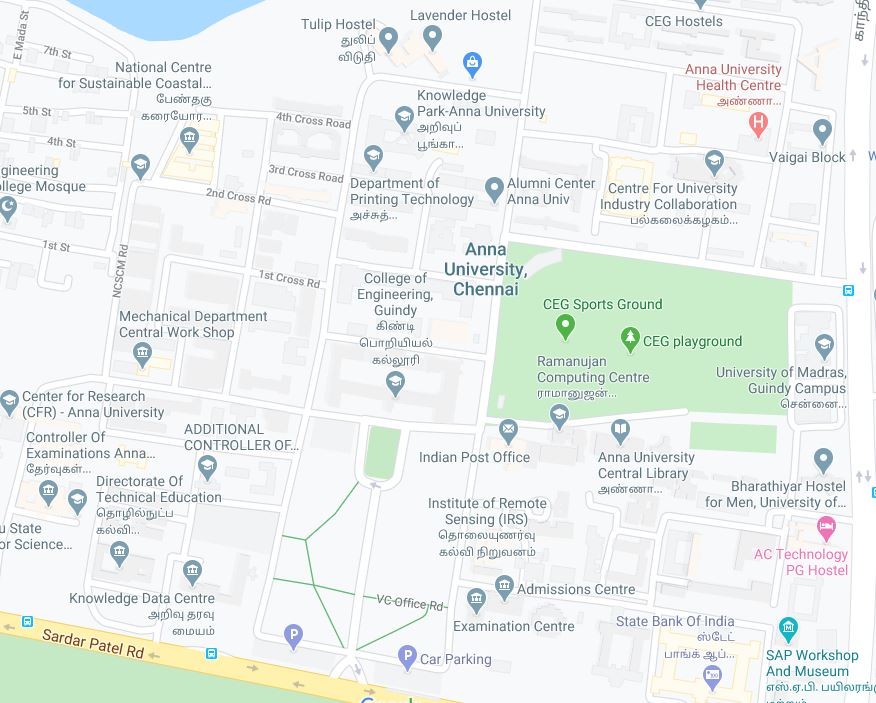 Tulip Hostel
துலிப்
விடுதி
Lavender Hostel
CEG Hostels
E Mada St
7th St
National Centre
for Sustainable Coastal...
பேண்தகு
கரையோர...
Anna University
Health Centre
அண்ணா...
5th St
4th Cross Road
Knowledge
Park-Anna University
அறிவுப்
பூங்கா...
4th St
Vaigai Block
3rd Cross Road
Department of
Printing Technology
அச்சுத்...
Alumni Center
Anna Univ
Centre For University
Industry Collaboration
பல்கலைக்கழகம்...
ngineering
ollege Mosque
2nd Cross Rd
1st St
NCSCM Rd
1st Cross Rd
Anna
University,
Chennai
College of
Engineering,
Guindy
கிண்டி
பொறியியல்
கல்லூரி
CEG Sports Ground
CEG playground
Mechanical Department
Central Work Shop
Ramanujan
Computing Centre
ராமானுஜன்...
University of Madras,
Guindy Campus
சென்னை...
Center for Research
(CFR) - Anna University
ADDITIONAL
CONTROLLER OF...
Controller Of
Examinations Anna...
தேர்வுகள்...
Indian Post Office
Anna University
Central Library
அண்ணா...
Directorate Of
Technical Education
தொழில்நுட்ப
கல்வி...
Bharathiyar Hostel
for Men, University of...
Institute of Remote
Sensing (IRS)
தொலையுணர்வு
கல்வி நிறுவனம்
u State
or Science...
AC Technology
PG Hostel
Knowledge Data Centre
அறிவு தரவு
மையம்
VC-Office Rd
Admissions Centre
Examination Centre
State Bank Of India
ஸ்டேட்
பாங்க் ஆப்...
Sardar Patel Rd
P
P
Car Parking
SAP Workshop
And Museum
எஸ்.ஏ.பி. பயிலரங்